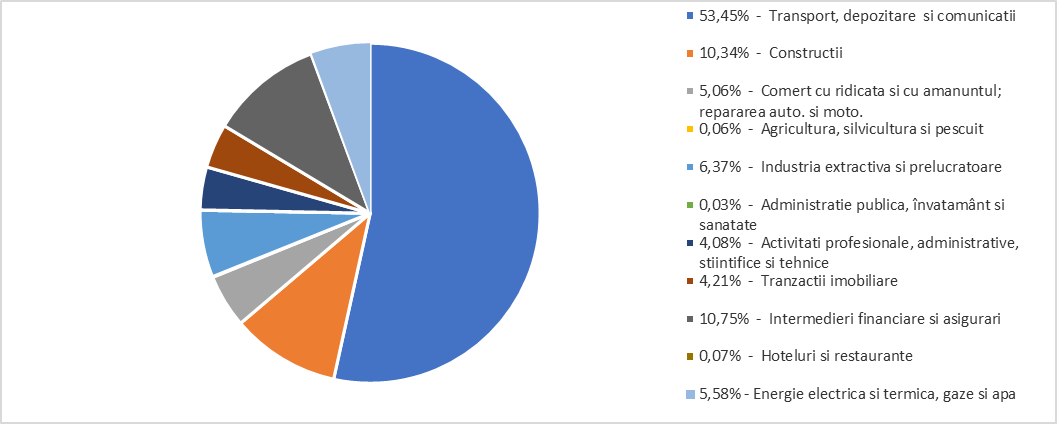 53,45% - Transport, depozitare si comunicatii
10,34% - Constructii
5,06% - Comert cu ridicata si cu amanuntul;
repararea auto. si moto.
0,06% - Agricultura, silvicultura si pescuit
6,37% - Industria extractiva si prelucratoare
0,03% - Administratie publica, învatamânt si
sanatate
4,08% - Activitati profesionale, administrative,
stiintifice si tehnice
4,21% - Tranzactii imobiliare
10,75% - Intermedieri financiare si asigurari
0,07% - Hoteluri si restaurante
5,58% - Energie electrica si termica, gaze si apa